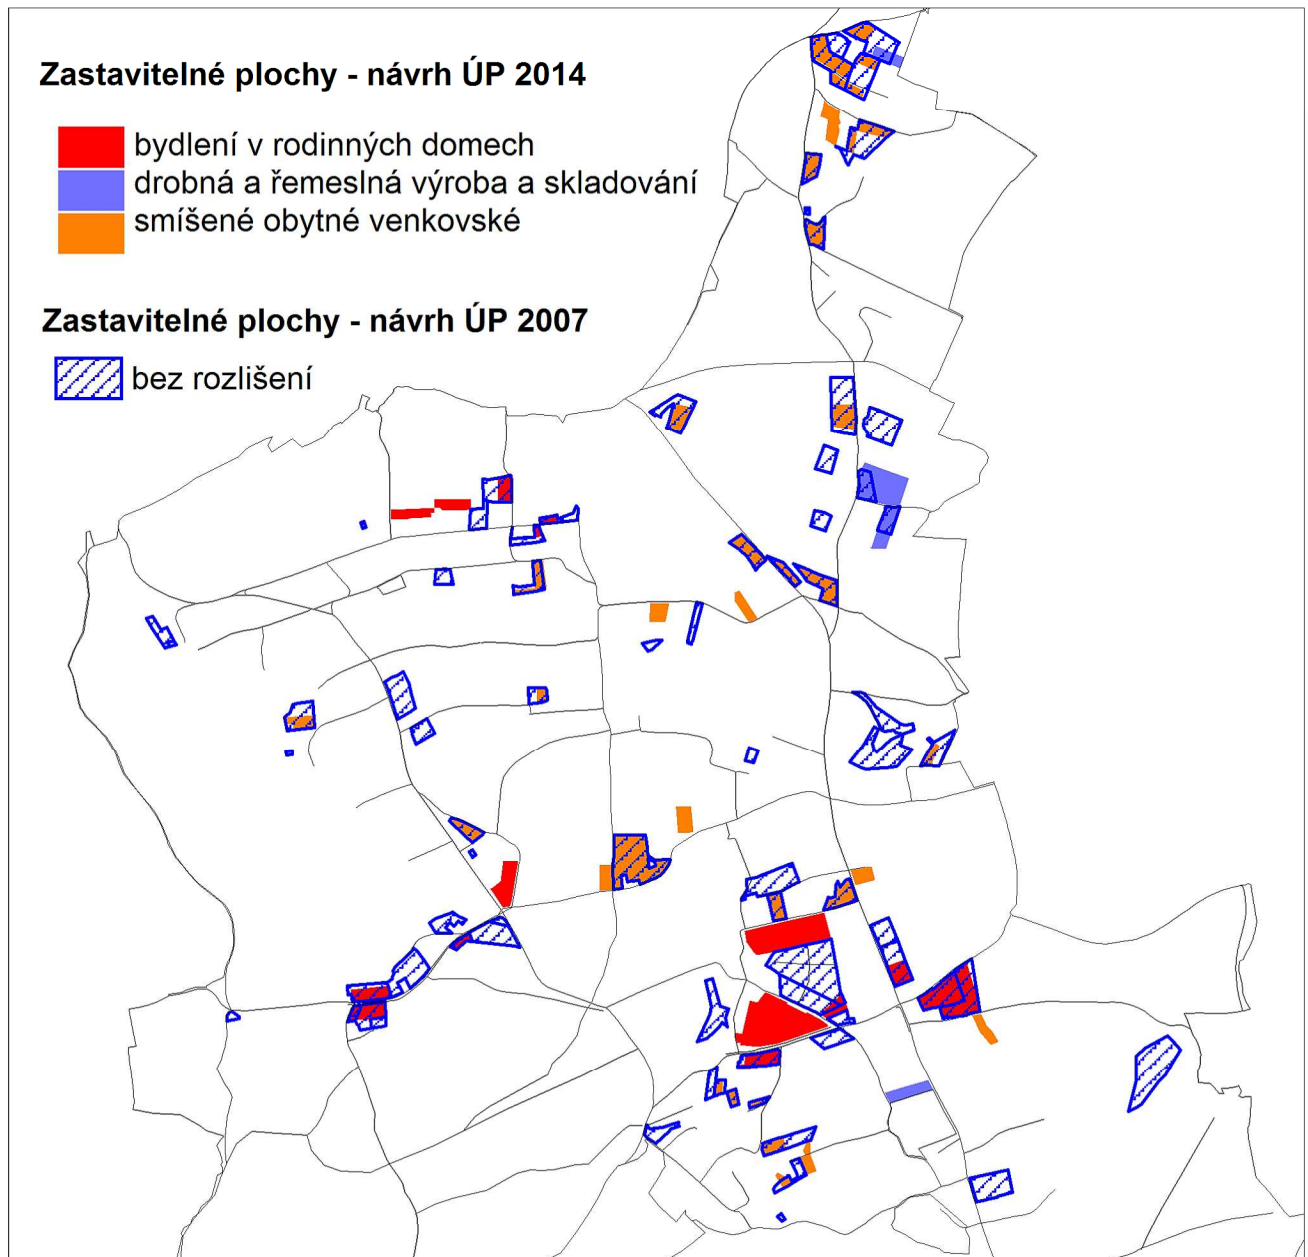 Zastavitelné plochy - návrh ÚP 2014
bydlení v rodinných domech
drobná a řemeslná výroba a skladování
smíšené obytné venkovské
Zastavitelné plochy - návrh ÚP 2007
bez rozlišení